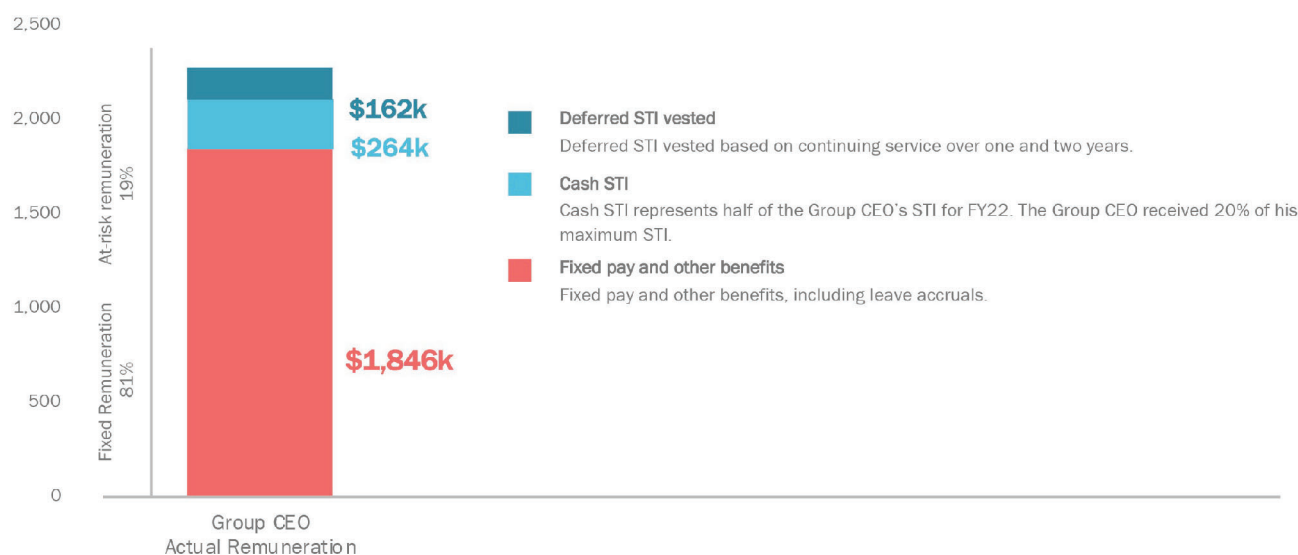 2,500
2,000
1,500
1,000
500
0
At-risk remuneration
19%
Fixed Remuneration
81%
$162k
$264k
$1,846k
Group CEO
Actual Remuneration
Deferred STI vested
Deferred STI vested based on continuing service over one and two years.
Cash STI
Cash STI represents half of the Group CEO's STI for FY22. The Group CEO received 20% of his
maximum STI.
Fixed pay and other benefits
Fixed pay and other benefits, including leave accruals.